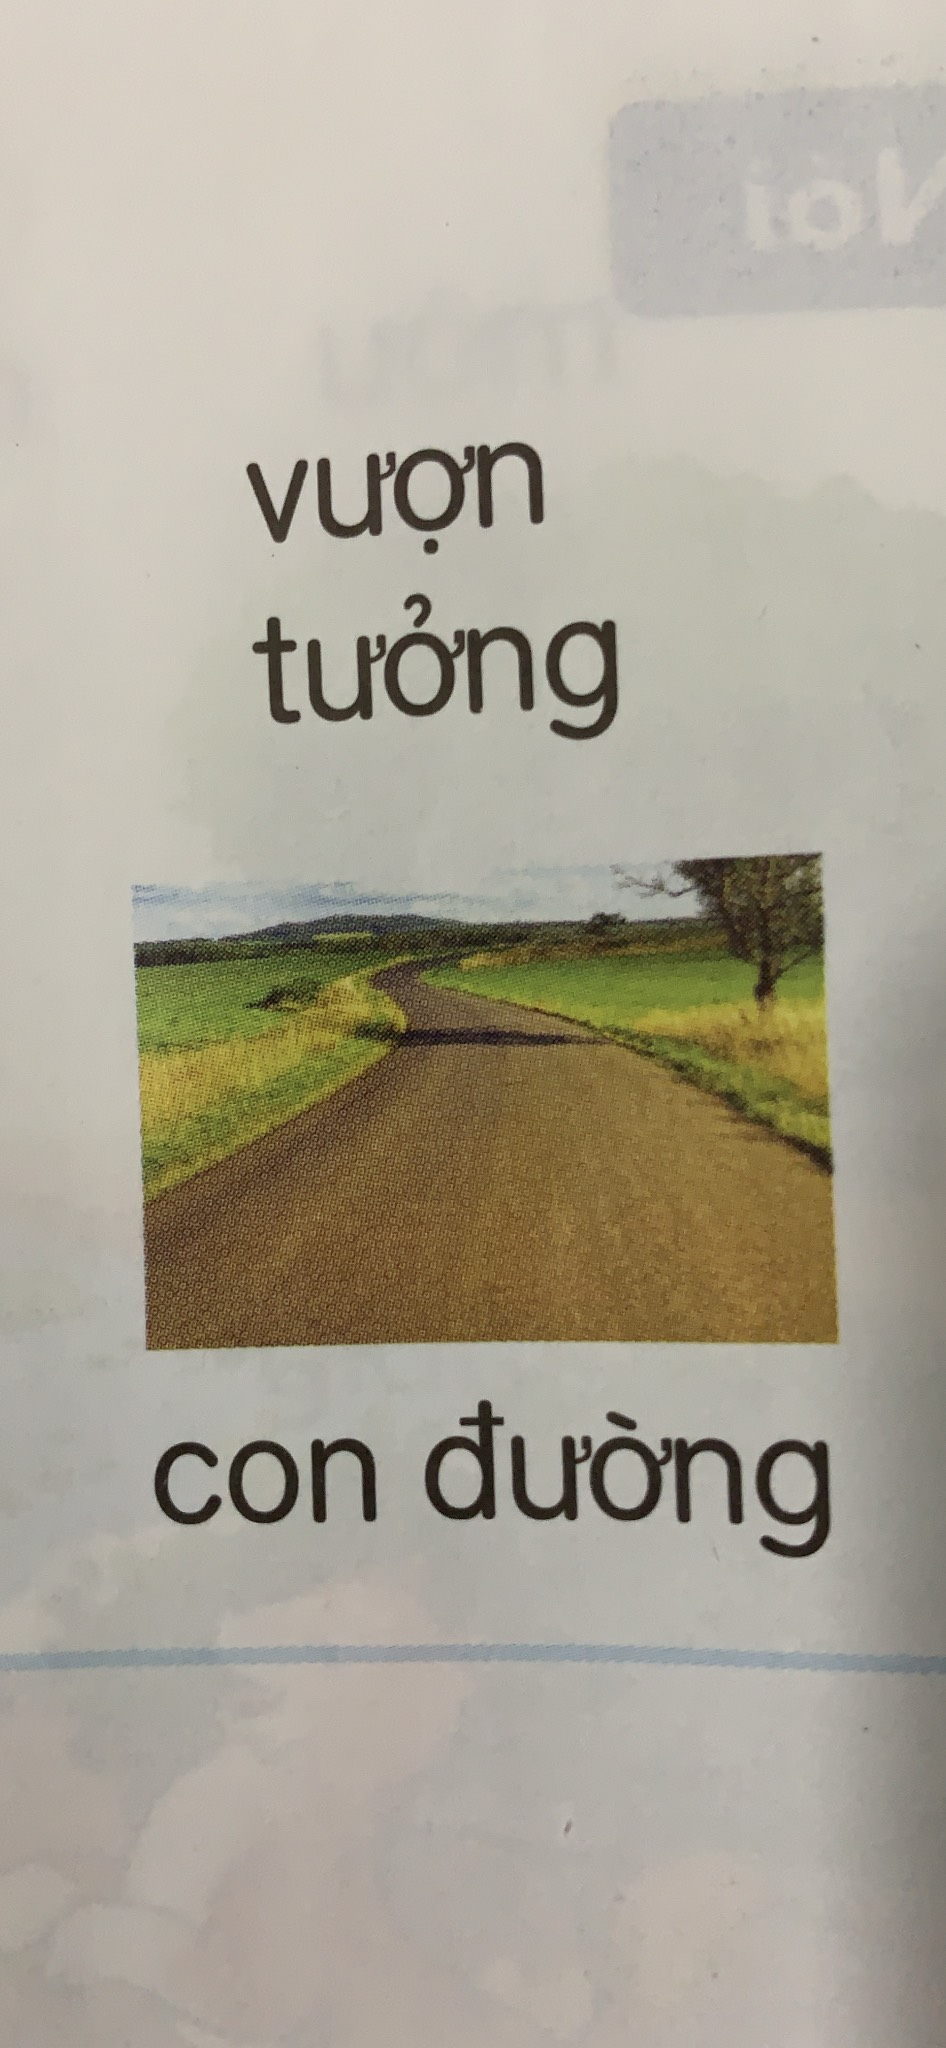 vượn
tưởng
con đường